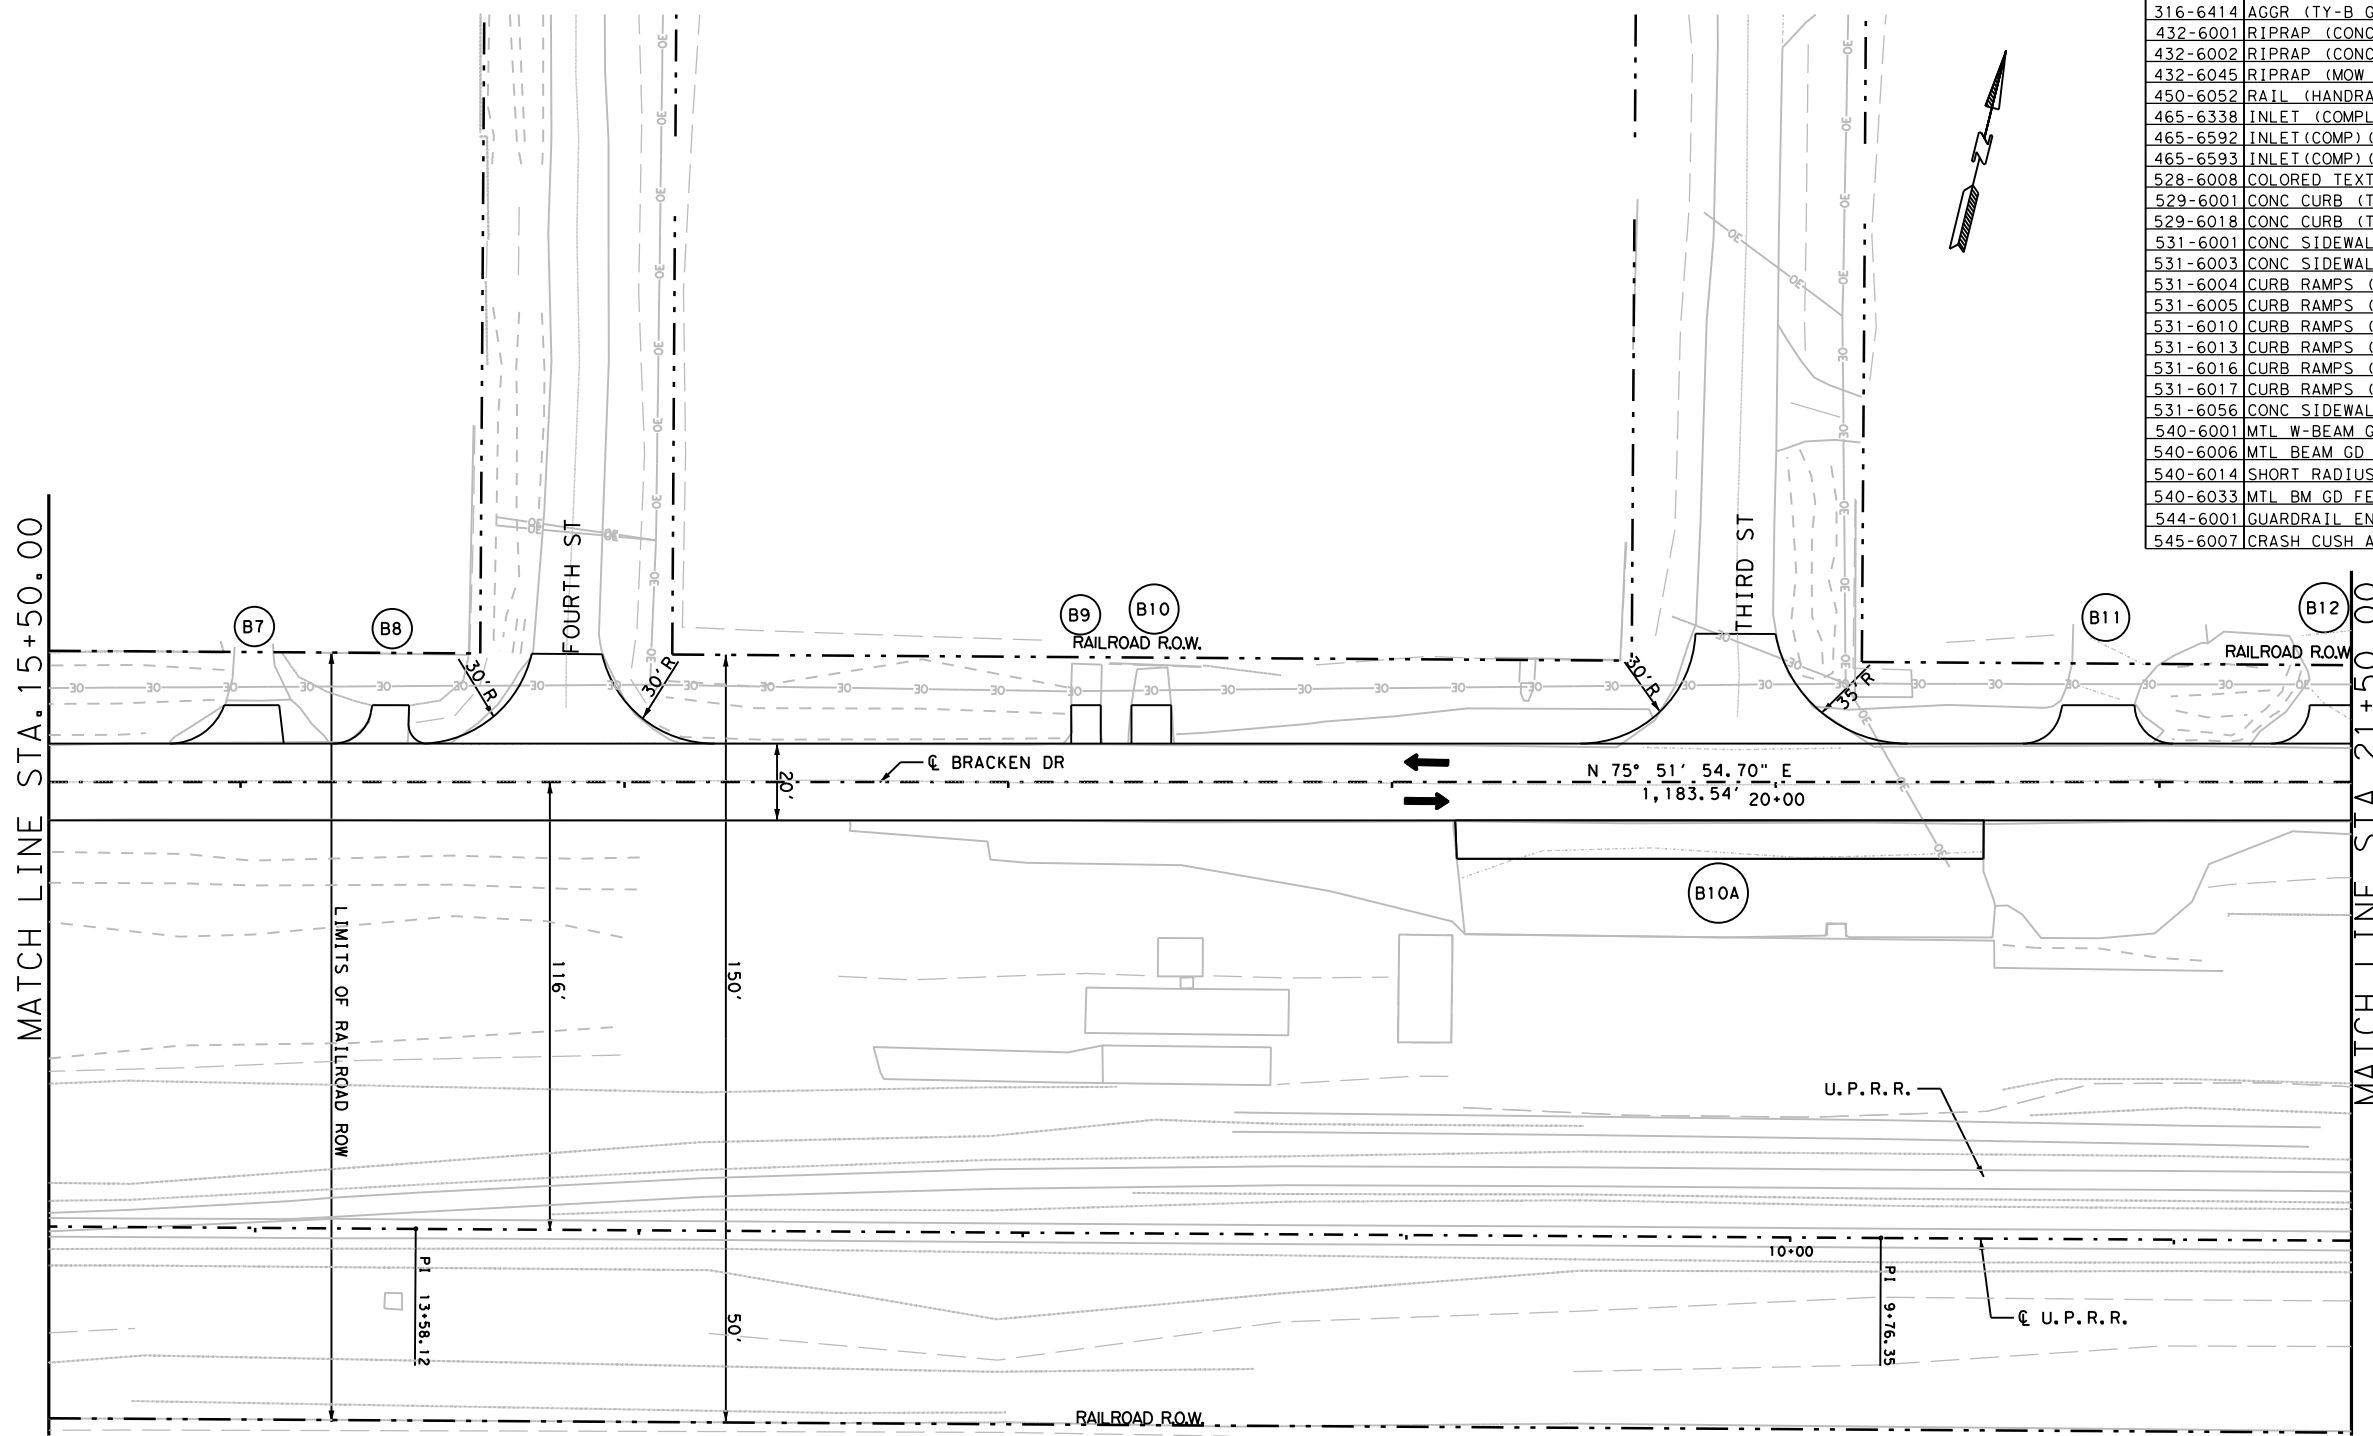 316-6414 AGGR (TY-B G
432-6001 RIPRAP (CONC
432-6002 RIPRAP (CONC
432-6045 RIPRAP (MOW
450-6052 RAIL (HANDRA
465-6338 INLET (COMPL
465-6592 INLET(COMP)(
465-6593 INLET(COMP)(
528-6008 COLORED TEXT
529-6001 CONC CURB (T
529-6018 CONC CURB (T
531-6001 CONC SIDEWAL
531-6003 CONC SIDEWAL
531-6004 CURB RAMPS (
531-6005 CURB RAMPS (
531-6010 CURB RAMPS (
531-6013 CURB RAMPS (
531-6016 CURB RAMPS (
531-6017 CURB RAMPS (
531-6056 CONC SIDEWAL
540-6001 MTL W-BEAM G
540-6006 MTL BEAM GD
540-6014 SHORT RADIUS
540-6033 MTL BM GD FE
544-6001 GUARDRAIL EN
545-6007 CRASH CUSH A
N
MATCH LINE STA. 15+50.00
FOURTH ST
THIRD ST
B7
B8
B9
B10
B11
B12
RAILROAD R.O.W.
RAILROAD R.O.W
30' R
30' R
30' R
35' R
℄ BRACKEN DR
20'
N 75° 51' 54.70" E
1,183.54'
20+00
B10A
LIMITS OF RAILROAD ROW
116'
150'
U.P.R.R.
10+00
PI 13+58.12
PI 9+76.35
50'
℄ U.P.R.R.
RAILROAD R.O.W.
MATCH LINE STA 21+50 00